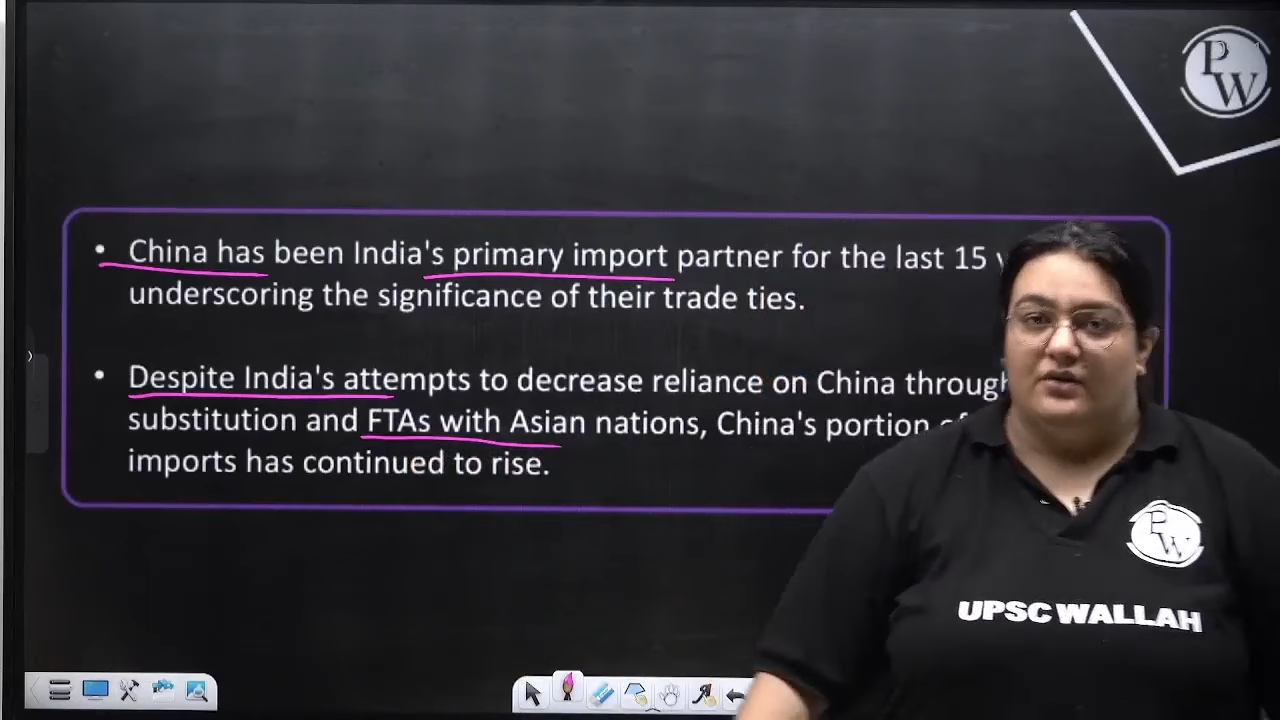 PW
• China has been India's primary import partner for the last 15
underscoring the significance of their trade ties.
• Despite India's attempts to decrease reliance on China
substitution and FTAs with Asian nations, China's portion
imports has continued to rise.
PW
UPSC WALLAH